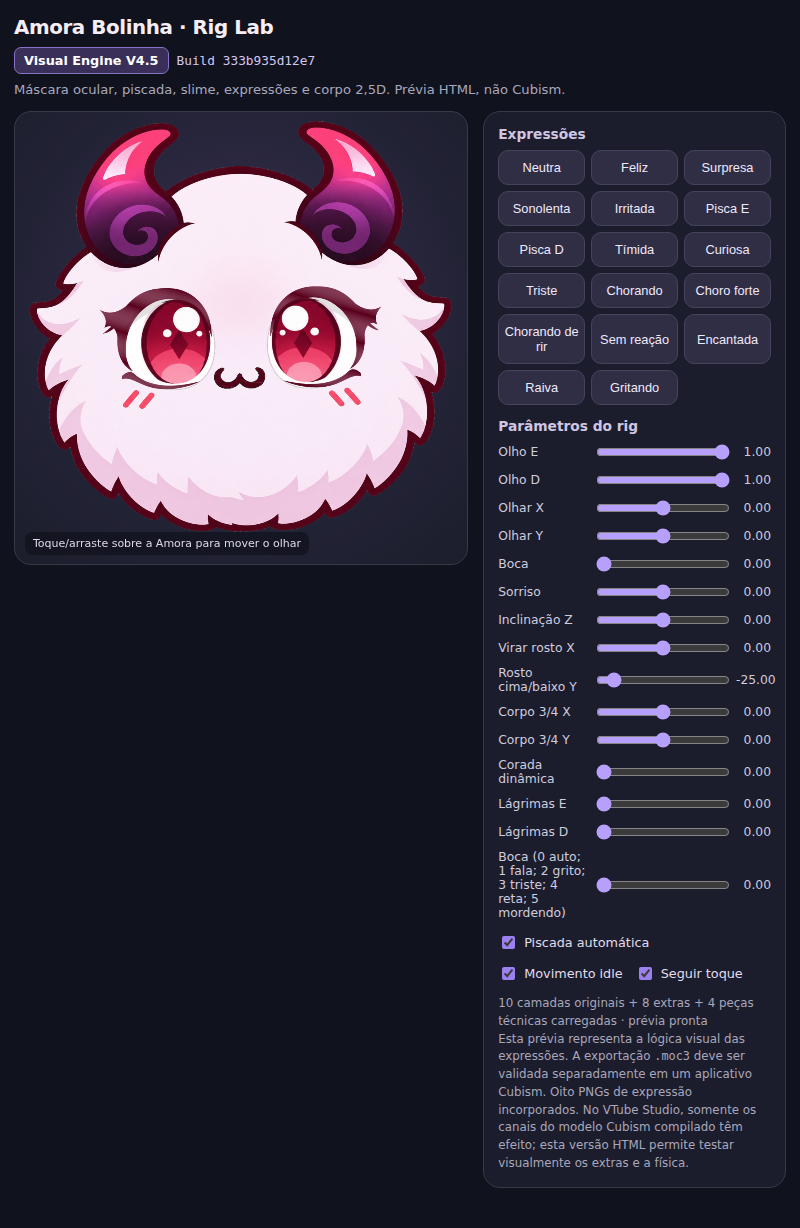 Amora Bolinha · Rig Lab
Visual Engine V4.5 Build 333b935d12e7
Máscara ocular, piscada, slime, expressões e corpo 2,5D. Prévia HTML, não Cubism.
Toque/arraste sobre a Amora para mover o olhar
Expressões
Neutra Feliz Surpresa
Sonolenta Irritada Pisca E
Pisca D Tímida Curiosa
Triste Chorando Choro forte
Chorando de
rir Sem reação Encantada
Raiva Gritando
Parâmetros do rig
Olho E 1.00
Olho D 1.00
Olhar X 0.00
Olhar Y 0.00
Boca 0.00
Sorriso 0.00
Inclinação Z 0.00
Virar rosto X 0.00
Rosto
cima/baixo Y -25.00
Corpo 3/4 X 0.00
Corpo 3/4 Y 0.00
Corada
dinâmica 0.00
Lágrimas E 0.00
Lágrimas D 0.00
Boca (0 auto;
1 fala; 2 grito;
3 triste; 4
reta; 5
mordendo) 0.00
Piscada automática
Movimento idle Seguir toque
10 camadas originais + 8 extras + 4 peças
técnicas carregadas · prévia pronta
Esta prévia representa a lógica visual das
expressões. A exportação .moc3 deve ser
validada separadamente em um aplicativo
Cubism. Oito PNGs de expressão
incorporados. No VTube Studio, somente os
canais do modelo Cubism compilado têm
efeito; esta versão HTML permite testar
visualmente os extras e a física.